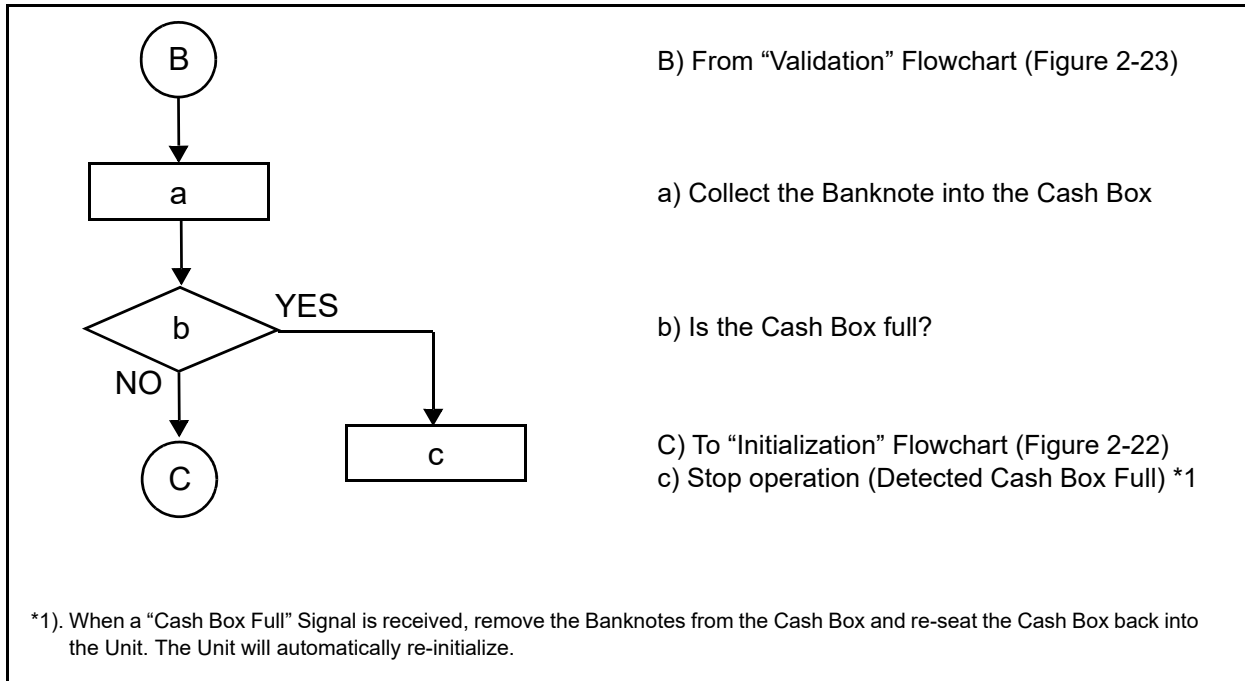 B
B) From “Validation” Flowchart (Figure 2-23)
a
a) Collect the Banknote into the Cash Box
YES
b
b) Is the Cash Box full?
NO
C
c
C) To “Initialization” Flowchart (Figure 2-22)
c) Stop operation (Detected Cash Box Full) *1
*1). When a “Cash Box Full” Signal is received, remove the Banknotes from the Cash Box and re-seat the Cash Box back into
the Unit. The Unit will automatically re-initialize.